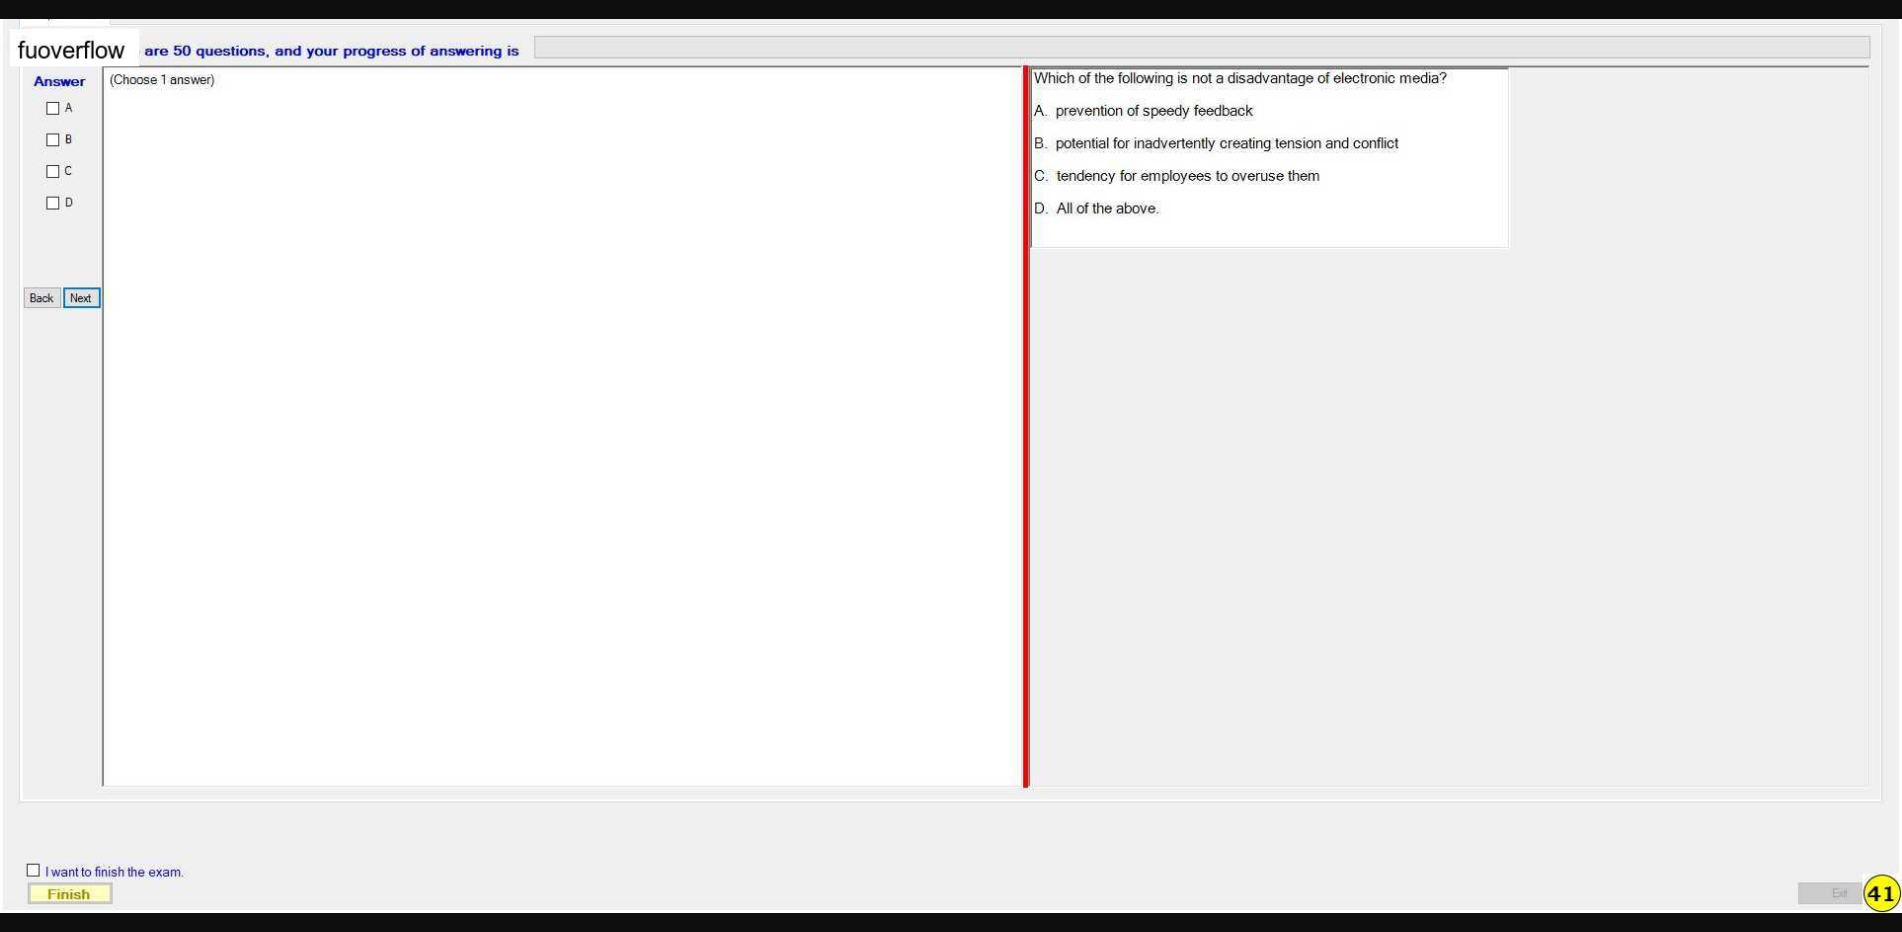 fuoverflow are 50 questions, and your progress of answering is
Answer
A
B
C
D
Back Next
(Choose 1 answer)
Which of the following is not a disadvantage of electronic media?
A. prevention of speedy feedback
B. potential for inadvertently creating tension and conflict
C. tendency for employees to overuse them
D. All of the above.
I want to finish the exam.
Finish
Exit
41